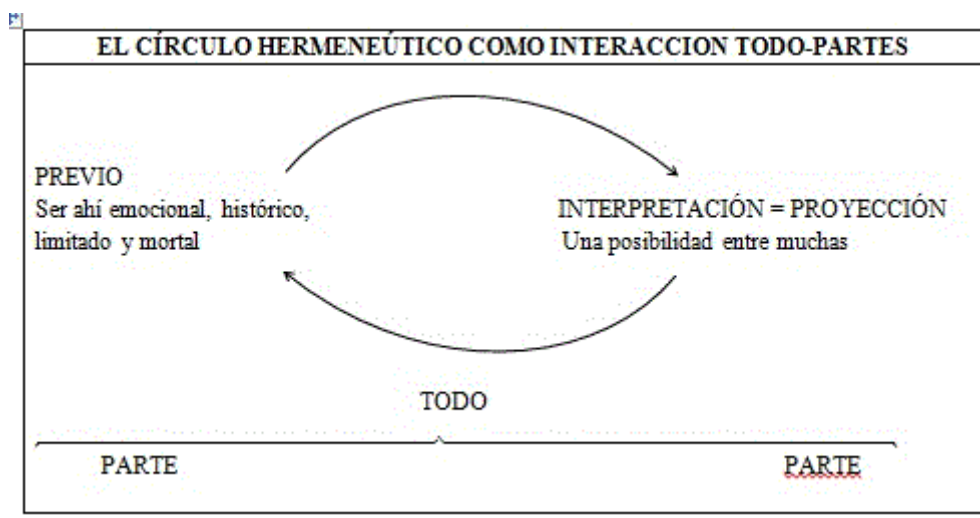 EL CÍRCULO HERMENEÚTICO COMO INTERACCION TODO-PARTES
PREVIO
Ser ahí emocional, histórico,
limitado y mortal
INTERPRETACIÓN = PROYECCIÓN
Una posibilidad entre muchas
TODO
PARTE
PARTE